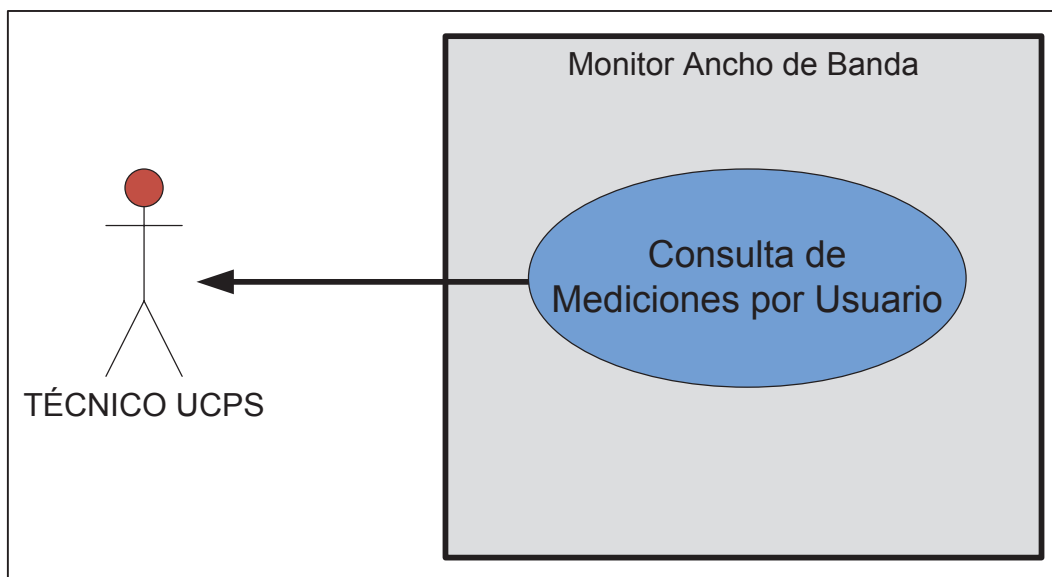 Monitor Ancho de Banda
Consulta de
Mediciones por Usuario
TÉCNICO UCPS